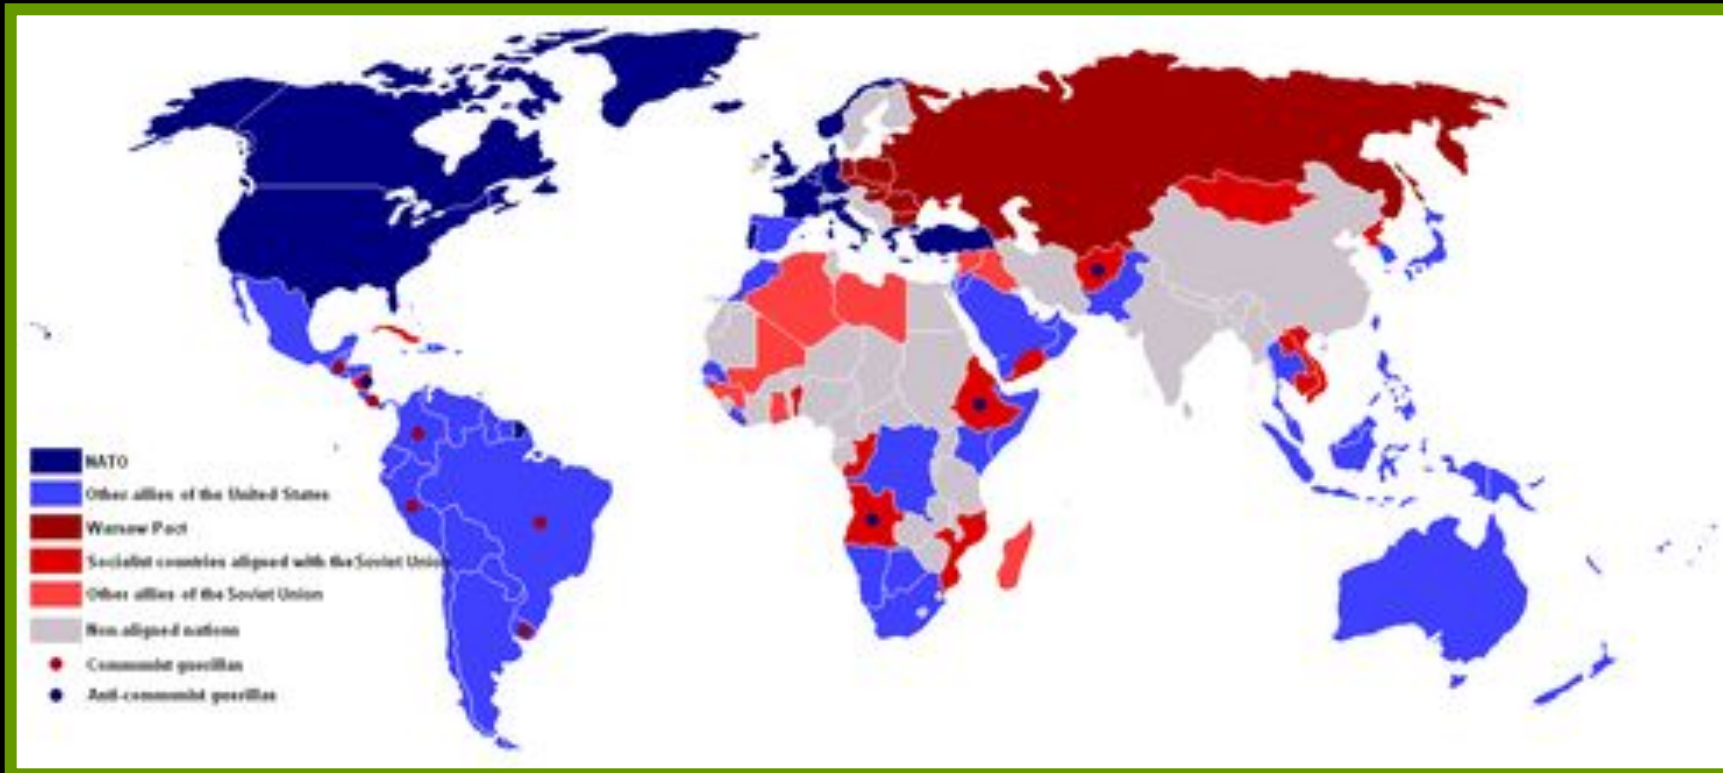 NATO
Other allies of the United States
Warsaw Pact
Socialist countries aligned with the Soviet Union
Other allies of the Soviet Union
Non-aligned nations
Communist guerillas
Anti-communist guerillas